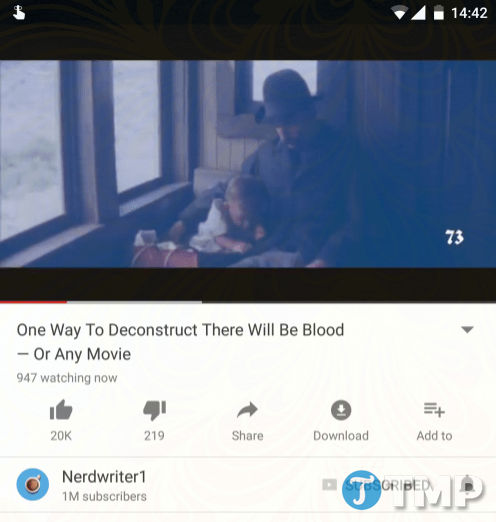 14:42
73
One Way To Deconstruct There Will Be Blood
— Or Any Movie
947 watching now
20K
219
Share
Download
Add to
Nerdwriter1
SUBSCRIBED
1M subscribers
TMP